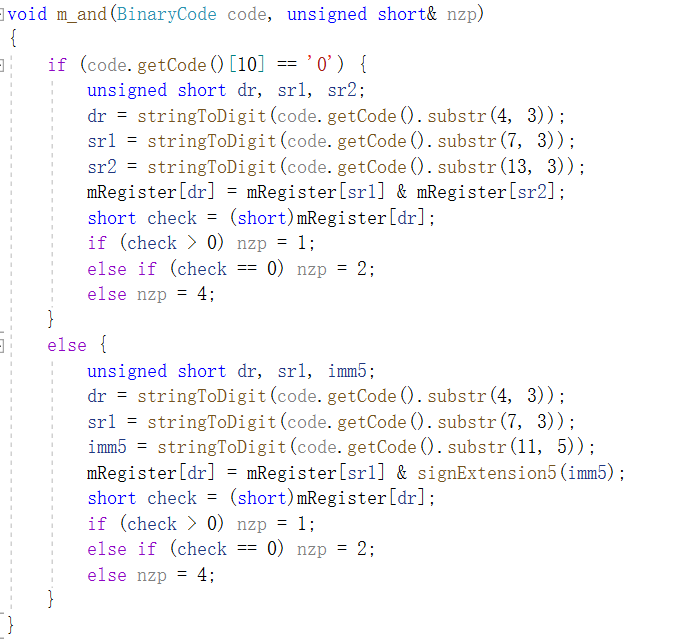 void m_and(BinaryCode code, unsigned short& nzp)
{
    if (code.getCode()[10] == '0') {
        unsigned short dr, sr1, sr2;
        dr = stringToDigit(code.getCode().substr(4, 3));
        sr1 = stringToDigit(code.getCode().substr(7, 3));
        sr2 = stringToDigit(code.getCode().substr(13, 3));
        mRegister[dr] = mRegister[sr1] & mRegister[sr2];
        short check = (short)mRegister[dr];
        if (check > 0) nzp = 1;
        else if (check == 0) nzp = 2;
        else nzp = 4;
    }
    else {
        unsigned short dr, sr1, imm5;
        dr = stringToDigit(code.getCode().substr(4, 3));
        sr1 = stringToDigit(code.getCode().substr(7, 3));
        imm5 = stringToDigit(code.getCode().substr(11, 5));
        mRegister[dr] = mRegister[sr1] & signExtension5(imm5);
        short check = (short)mRegister[dr];
        if (check > 0) nzp = 1;
        else if (check == 0) nzp = 2;
        else nzp = 4;
    }
}